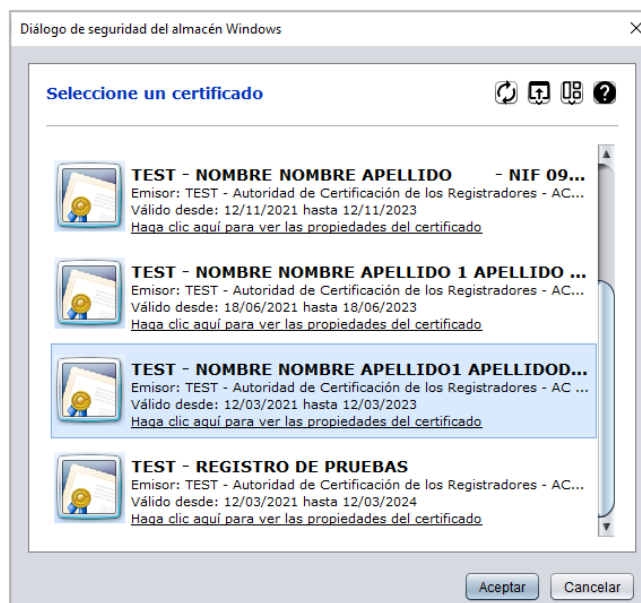 Diálogo de seguridad del almacén Windows
Seleccione un certificado
TEST - NOMBRE NOMBRE APELLIDO - NIF 09...
Emisor: TEST - Autoridad de Certificación de los Registradores - AC...
Válido desde: 12/11/2021 hasta 12/11/2023
Haga clic aquí para ver las propiedades del certificado
TEST - NOMBRE NOMBRE APELLIDO 1 APELLIDO ...
Emisor: TEST - Autoridad de Certificación de los Registradores - AC...
Válido desde: 18/06/2021 hasta 18/06/2023
Haga clic aquí para ver las propiedades del certificado
TEST - NOMBRE NOMBRE APELLIDO1 APELLIDOD...
Emisor: TEST - Autoridad de Certificación de los Registradores - AC ...
Válido desde: 12/03/2021 hasta 12/03/2023
Haga clic aquí para ver las propiedades del certificado
TEST - REGISTRO DE PRUEBAS
Emisor: TEST - Autoridad de Certificación de los Registradores - AC...
Válido desde: 12/03/2021 hasta 12/03/2024
Haga clic aquí para ver las propiedades del certificado
Aceptar Cancelar